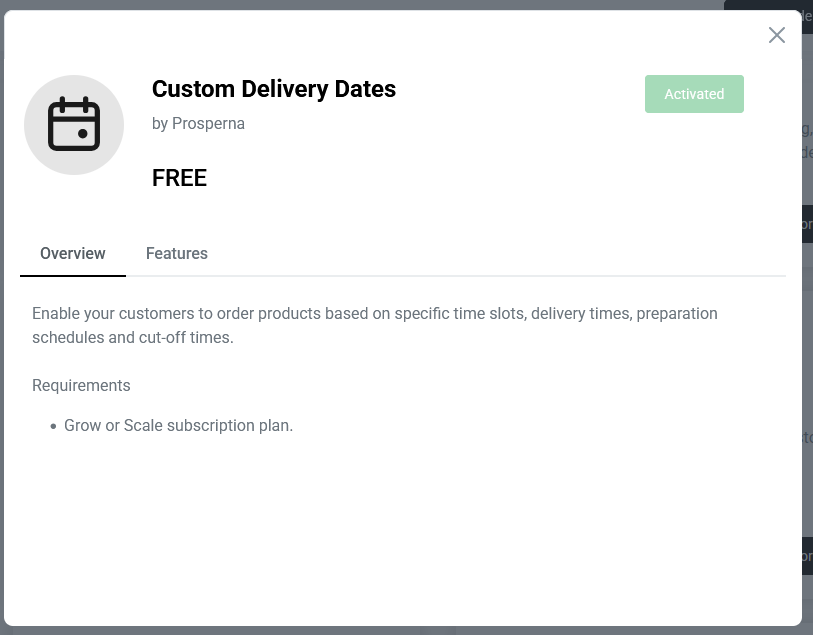 Custom Delivery Dates
Activated
by Prosperna
FREE
Overview
Features
Enable your customers to order products based on specific time slots, delivery times, preparation
schedules and cut-off times.
Requirements
• Grow or Scale subscription plan.